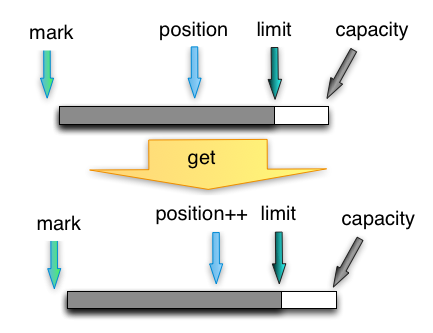 mark
position
limit
capacity
get
mark
position++
limit
capacity